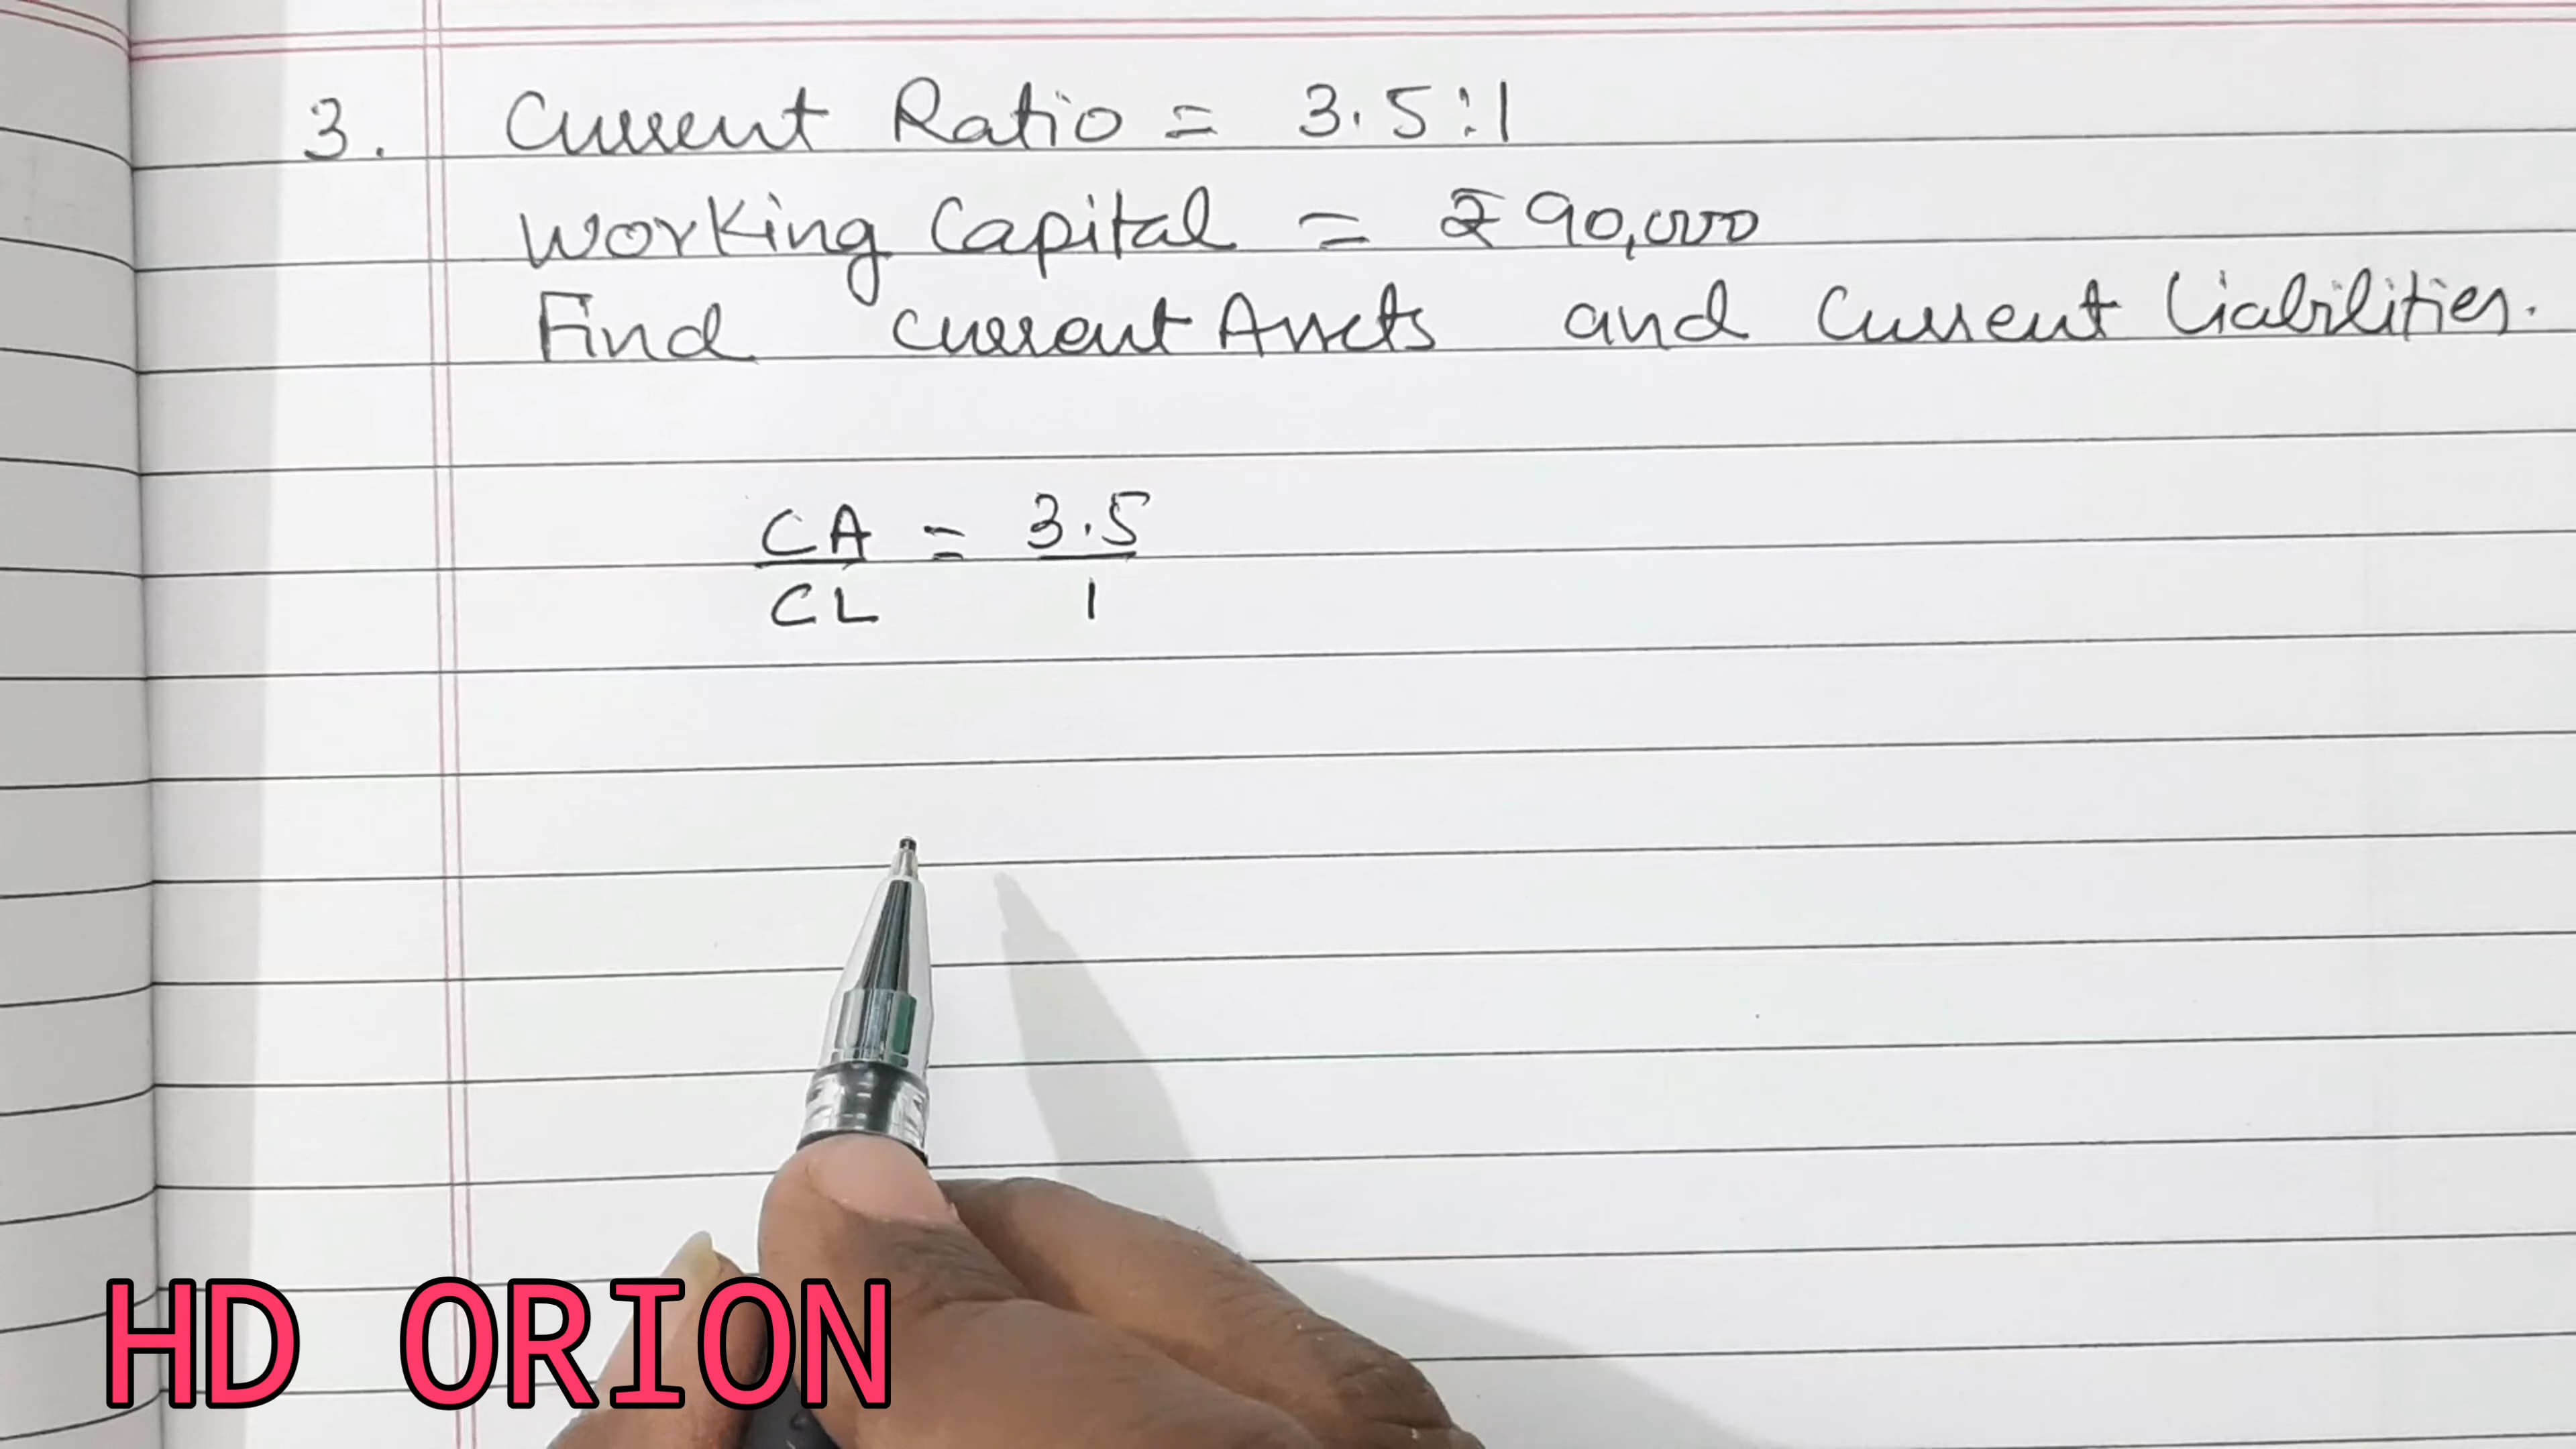 3. Current Ratio = 3.5:1
Working Capital = ₹90,000
Find current Assets and Current Liabilities.
CA = 3.5
CL 1
HD ORION